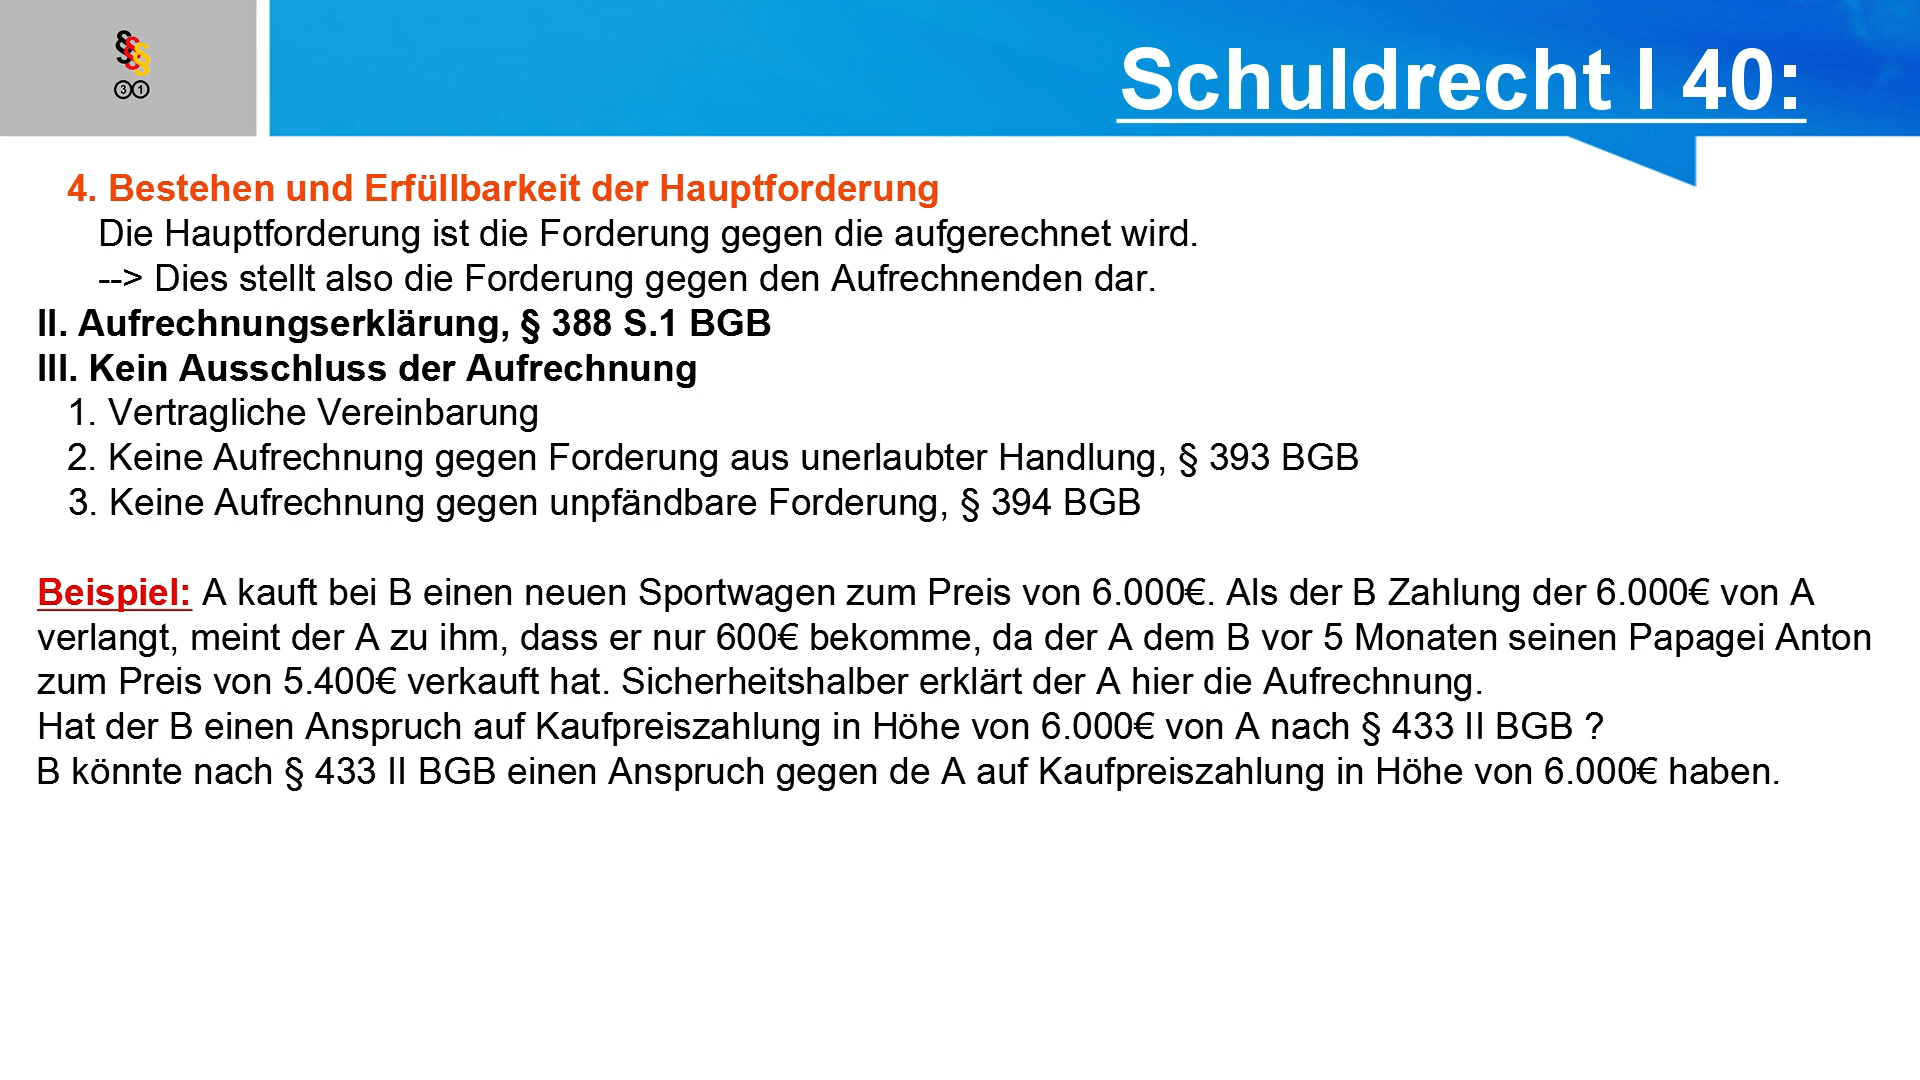 §§§
31
Schuldrecht I 40:
4. Bestehen und Erfüllbarkeit der Hauptforderung
Die Hauptforderung ist die Forderung gegen die aufgerechnet wird.
--> Dies stellt also die Forderung gegen den Aufrechnenden dar.
II. Aufrechnungserklärung, § 388 S.1 BGB
III. Kein Ausschluss der Aufrechnung
1. Vertragliche Vereinbarung
2. Keine Aufrechnung gegen Forderung aus unerlaubter Handlung, § 393 BGB
3. Keine Aufrechnung gegen unpfändbare Forderung, § 394 BGB
Beispiel: A kauft bei B einen neuen Sportwagen zum Preis von 6.000€. Als der B Zahlung der 6.000€ von A
verlangt, meint der A zu ihm, dass er nur 600€ bekomme, da der A dem B vor 5 Monaten seinen Papagei Anton
zum Preis von 5.400€ verkauft hat. Sicherheitshalber erklärt der A hier die Aufrechnung.
Hat der B einen Anspruch auf Kaufpreiszahlung in Höhe von 6.000€ von A nach § 433 II BGB ?
B könnte nach § 433 II BGB einen Anspruch gegen de A auf Kaufpreiszahlung in Höhe von 6.000€ haben.